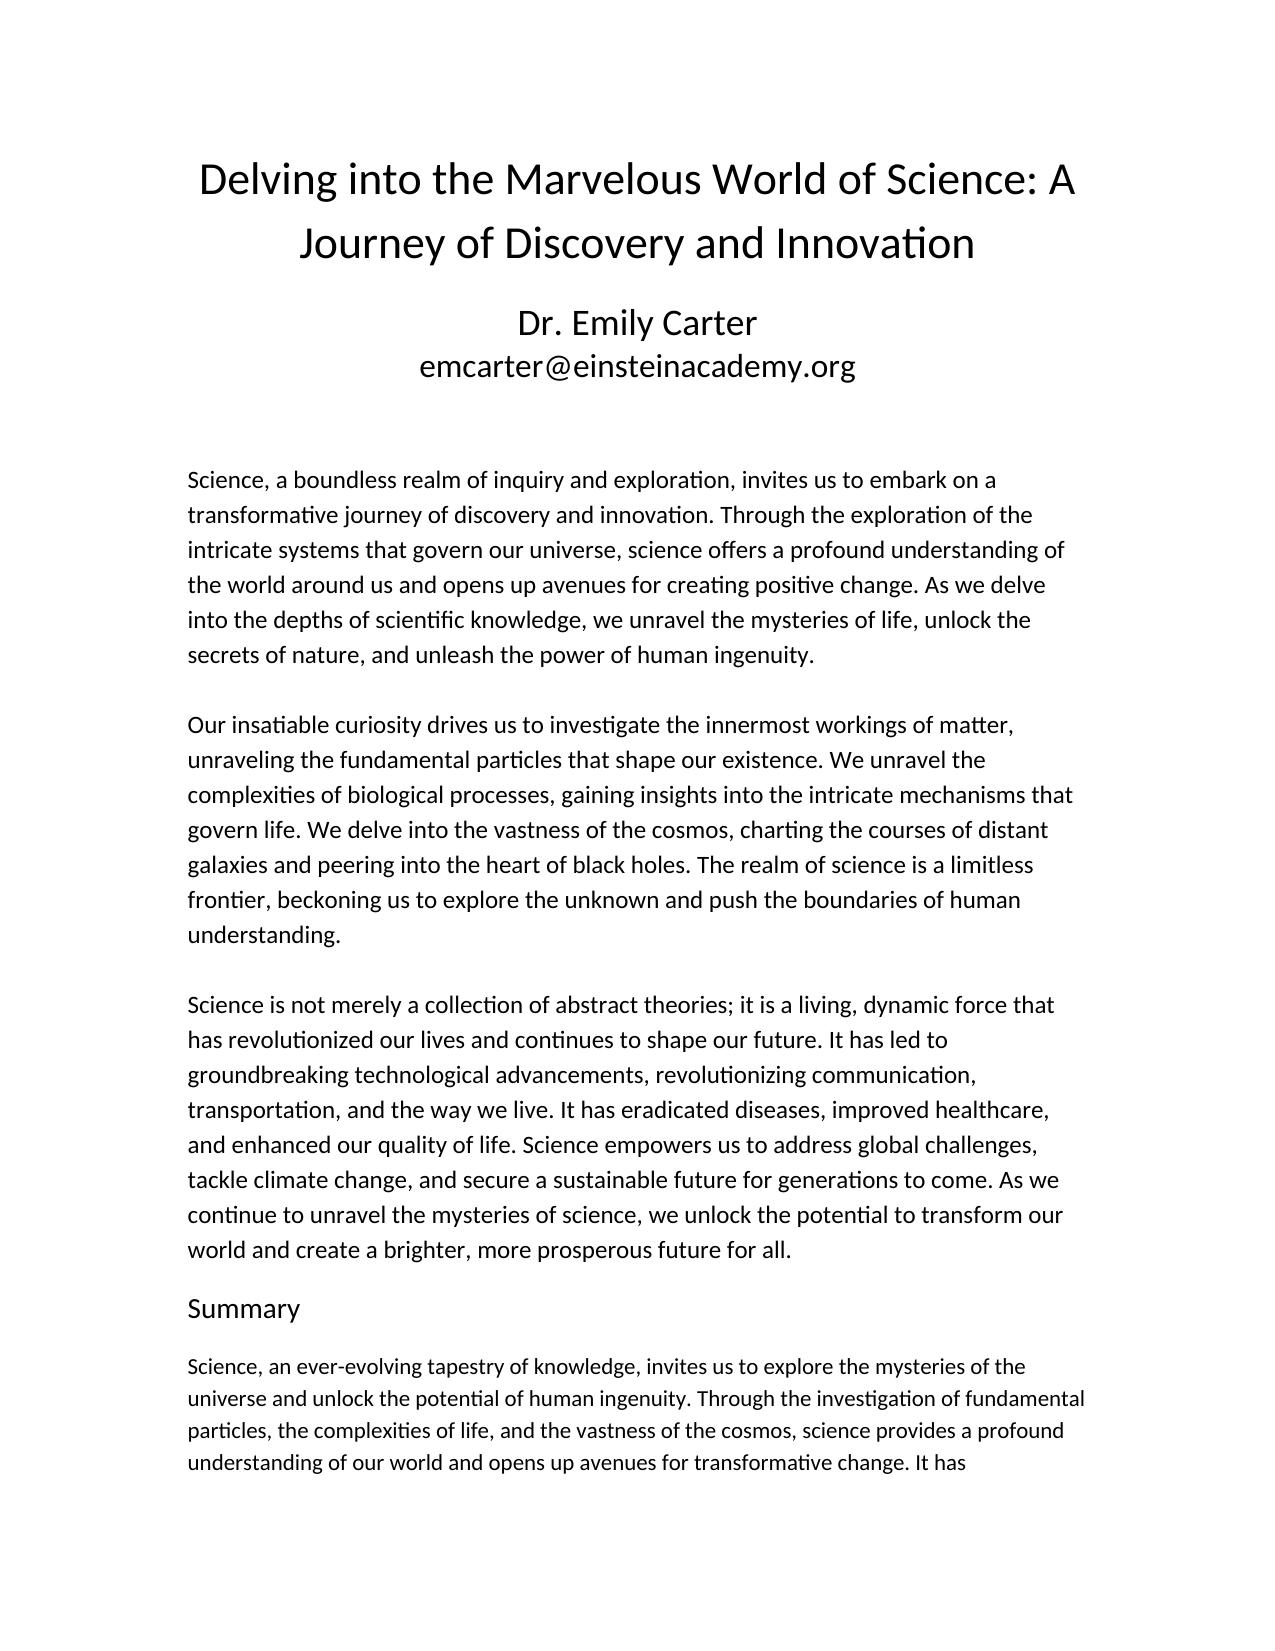 Delving into the Marvelous World of Science: A
Journey of Discovery and Innovation
Dr. Emily Carter
emcarter@einsteinacademy.org
Science, a boundless realm of inquiry and exploration, invites us to embark on a
transformative journey of discovery and innovation. Through the exploration of the
intricate systems that govern our universe, science offers a profound understanding of
the world around us and opens up avenues for creating positive change. As we delve
into the depths of scientific knowledge, we unravel the mysteries of life, unlock the
secrets of nature, and unleash the power of human ingenuity.
Our insatiable curiosity drives us to investigate the innermost workings of matter,
unraveling the fundamental particles that shape our existence. We unravel the
complexities of biological processes, gaining insights into the intricate mechanisms that
govern life. We delve into the vastness of the cosmos, charting the courses of distant
galaxies and peering into the heart of black holes. The realm of science is a limitless
frontier, beckoning us to explore the unknown and push the boundaries of human
understanding.
Science is not merely a collection of abstract theories; it is a living, dynamic force that
has revolutionized our lives and continues to shape our future. It has led to
groundbreaking technological advancements, revolutionizing communication,
transportation, and the way we live. It has eradicated diseases, improved healthcare,
and enhanced our quality of life. Science empowers us to address global challenges,
tackle climate change, and secure a sustainable future for generations to come. As we
continue to unravel the mysteries of science, we unlock the potential to transform our
world and create a brighter, more prosperous future for all.
Summary
Science, an ever-evolving tapestry of knowledge, invites us to explore the mysteries of the
universe and unlock the potential of human ingenuity. Through the investigation of fundamental
particles, the complexities of life, and the vastness of the cosmos, science provides a profound
understanding of our world and opens up avenues for transformative change. It has